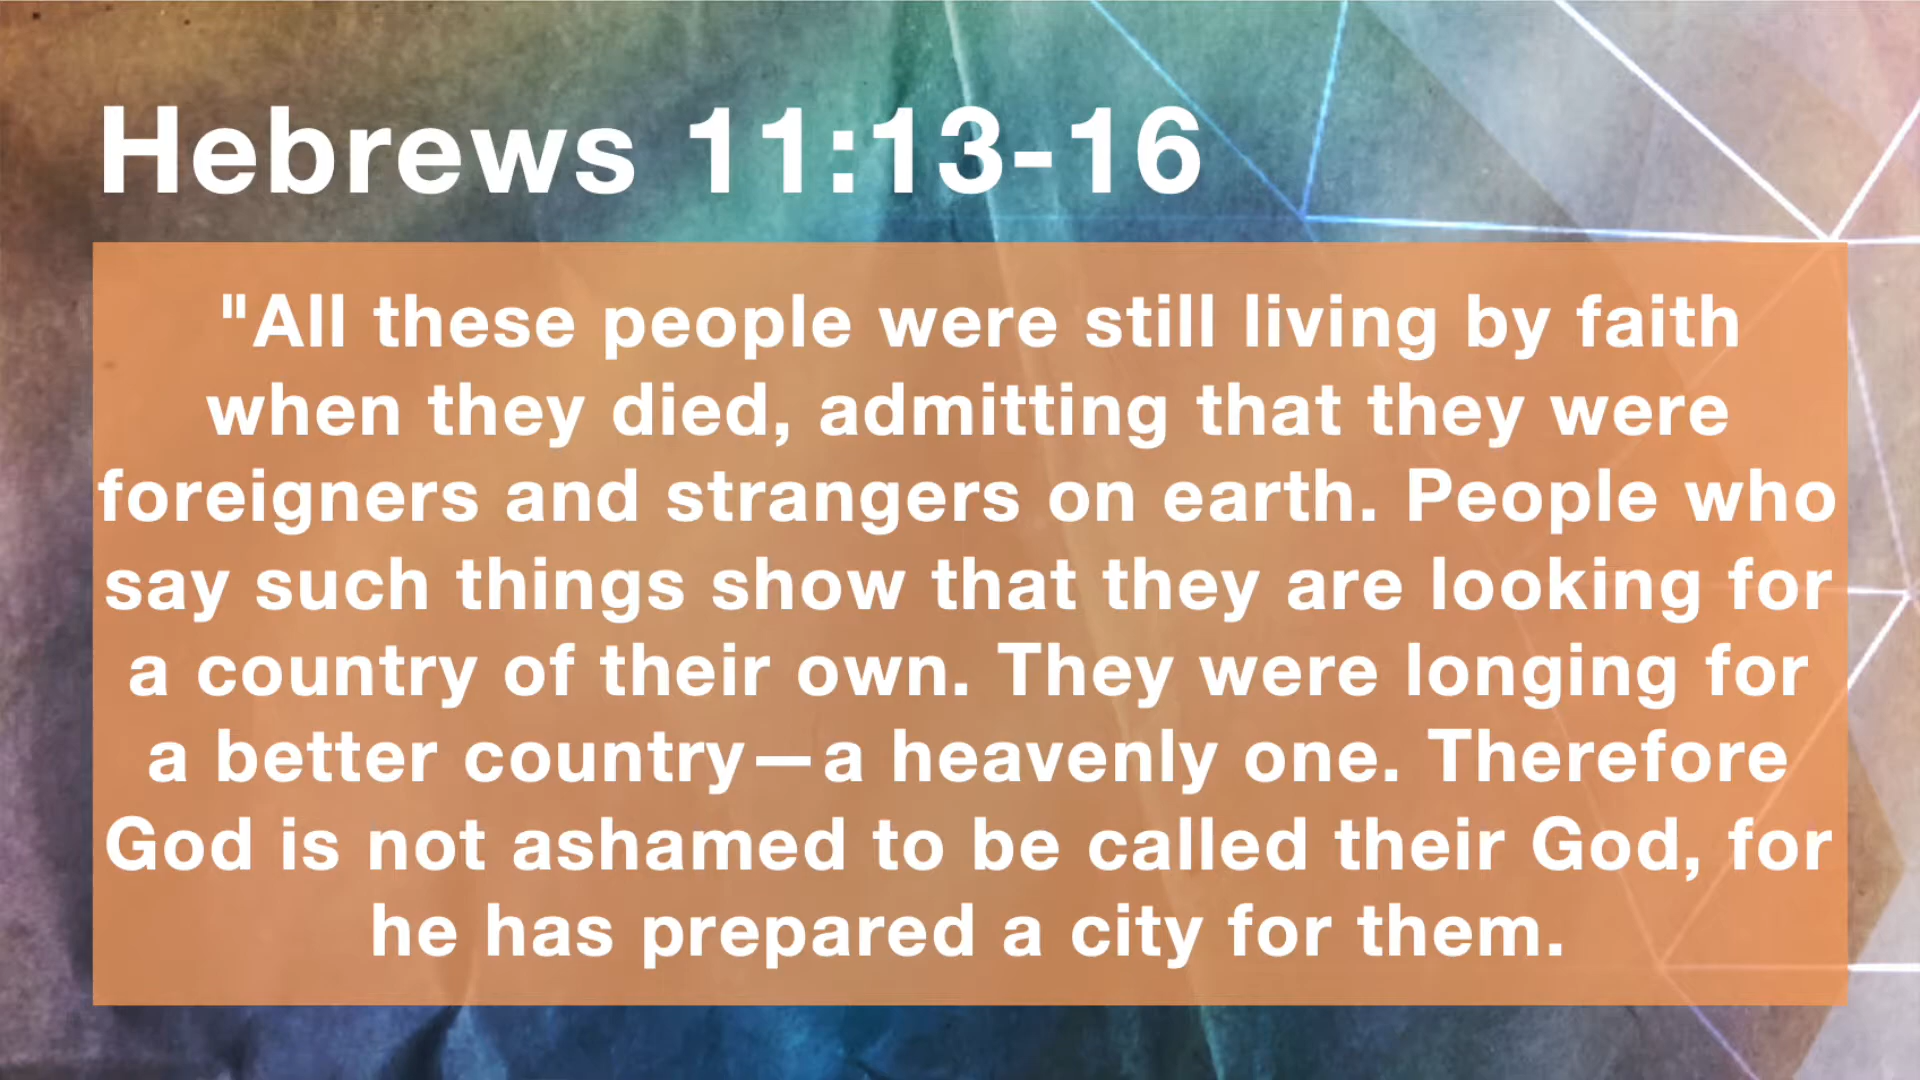 Hebrews 11:13-16
"All these people were still living by faith
when they died, admitting that they were
foreigners and strangers on earth. People who
say such things show that they are looking for
a country of their own. They were longing for
a better country—a heavenly one. Therefore
God is not ashamed to be called their God, for
he has prepared a city for them.